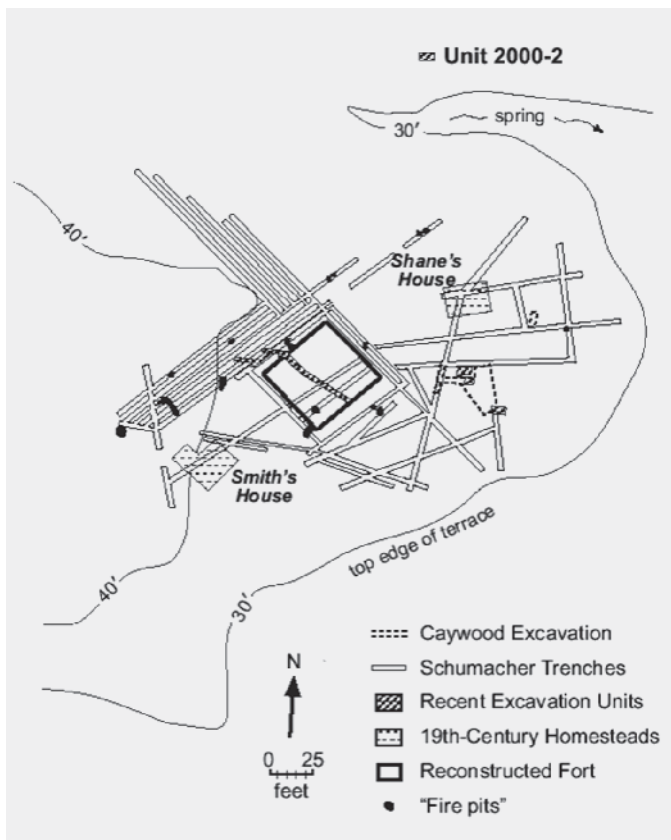 Unit 2000-2
spring
30'
40'
Shane's
House
Smith's
House
top edge of terrace
40'
30'
N
0 25
feet
Caywood Excavation
Schumacher Trenches
Recent Excavation Units
19th-Century Homesteads
Reconstructed Fort
"Fire pits"